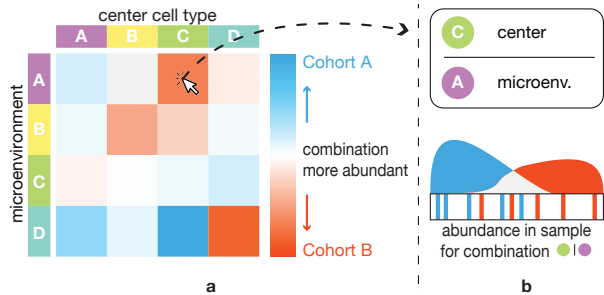 center cell type
A B C D
microenvironment
A
B
C
D
Cohort A
combination
more abundant
Cohort B
a
C center
A microenv.
abundance in sample
for combination |
b